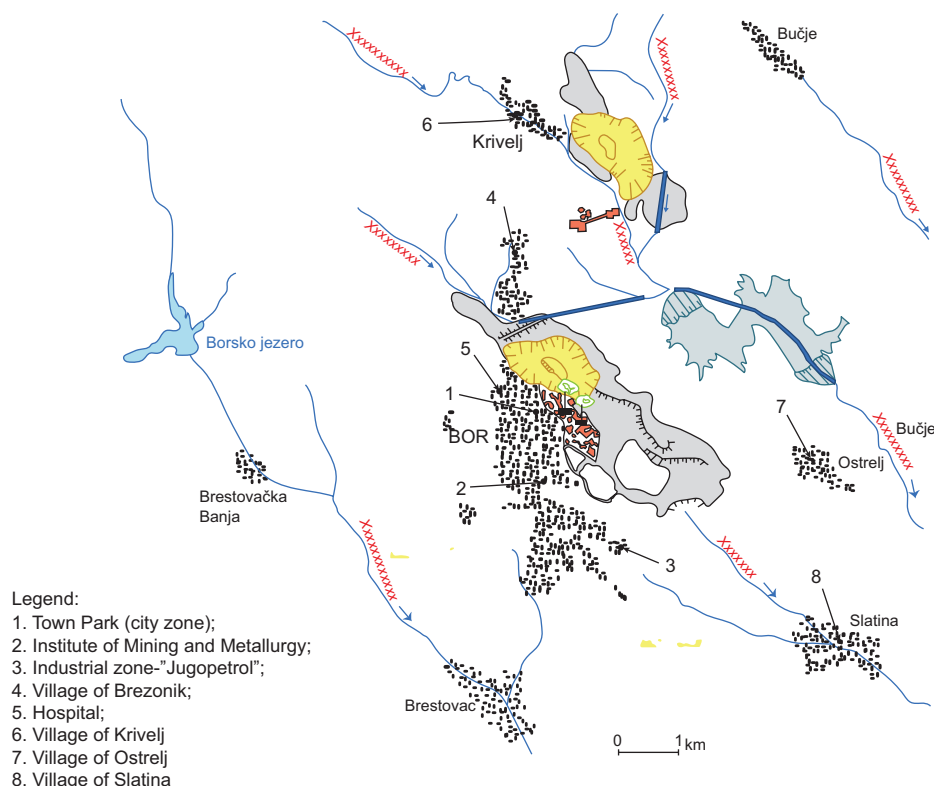 Bučje
6
Krivelj
4
Borsko jezero
5
1
BOR
7
Bučje
Ostrelj
2
Brestovačka
Banja
3
8
Slatina
Brestovac
0 1 km
Legend:
1. Town Park (city zone);
2. Institute of Mining and Metallurgy;
3. Industrial zone-"Jugopetrol";
4. Village of Brezonik;
5. Hospital;
6. Village of Krivelj
7. Village of Ostrelj
8. Village of Slatina